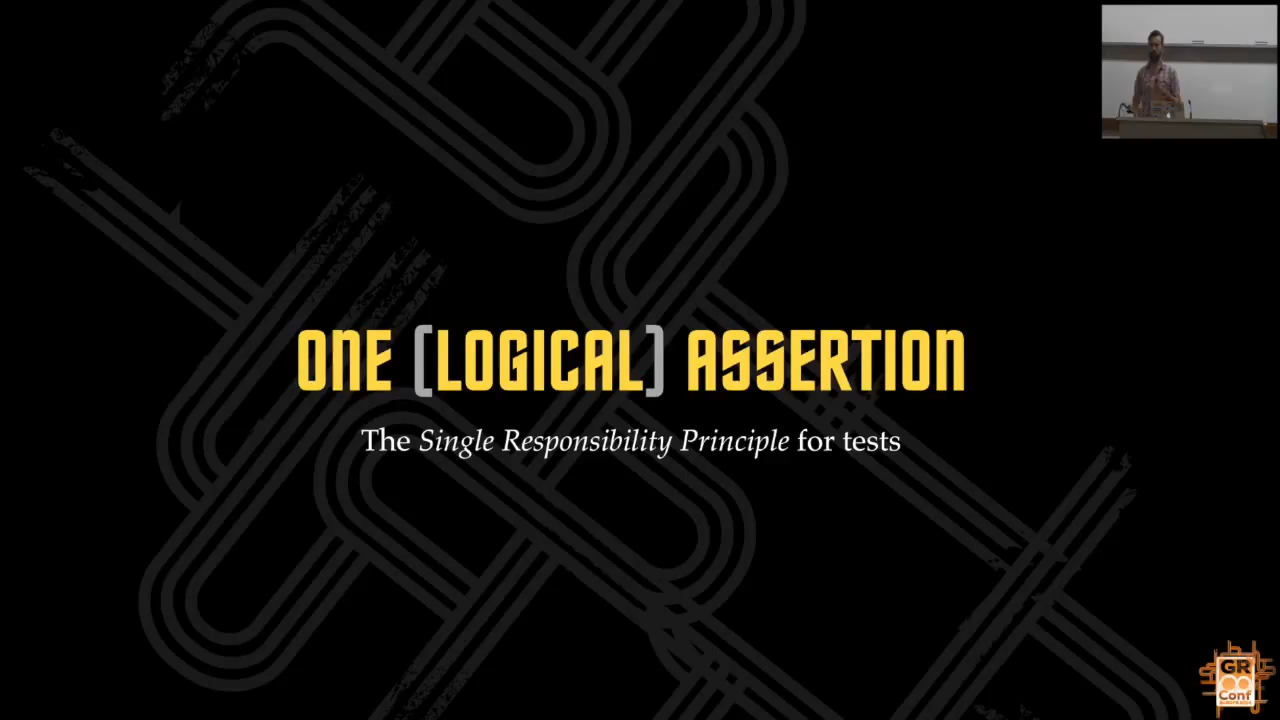 ONE [LOGICAL] ASSERTION
The Single Responsibility Principle for tests
GR
Conf